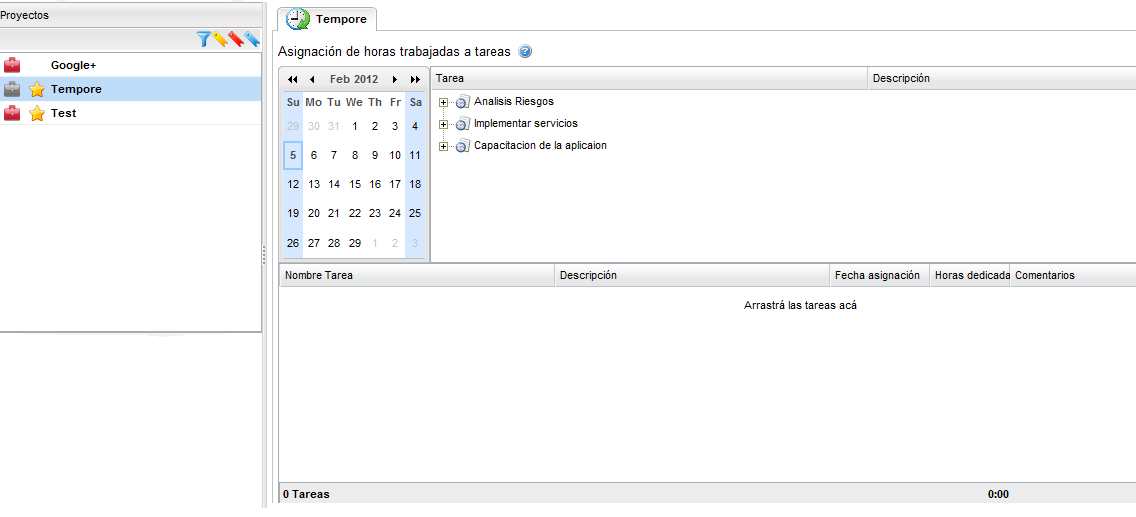 Proyectos
Google+
Tempore
Test
Tempore
Asignación de horas trabajadas a tareas
Feb 2012
Su Mo Tu We Th Fr Sa
29 30 31 1 2 3 4
5 6 7 8 9 10 11
12 13 14 15 16 17 18
19 20 21 22 23 24 25
26 27 28 29 1 2 3
Tarea Descripción
Analisis Riesgos
Implementar servicios
Capacitacion de la aplicaion
Nombre Tarea Descripción Fecha asignación Horas dedicada Comentarios
Arrastrá las tareas acá
0 Tareas 0:00